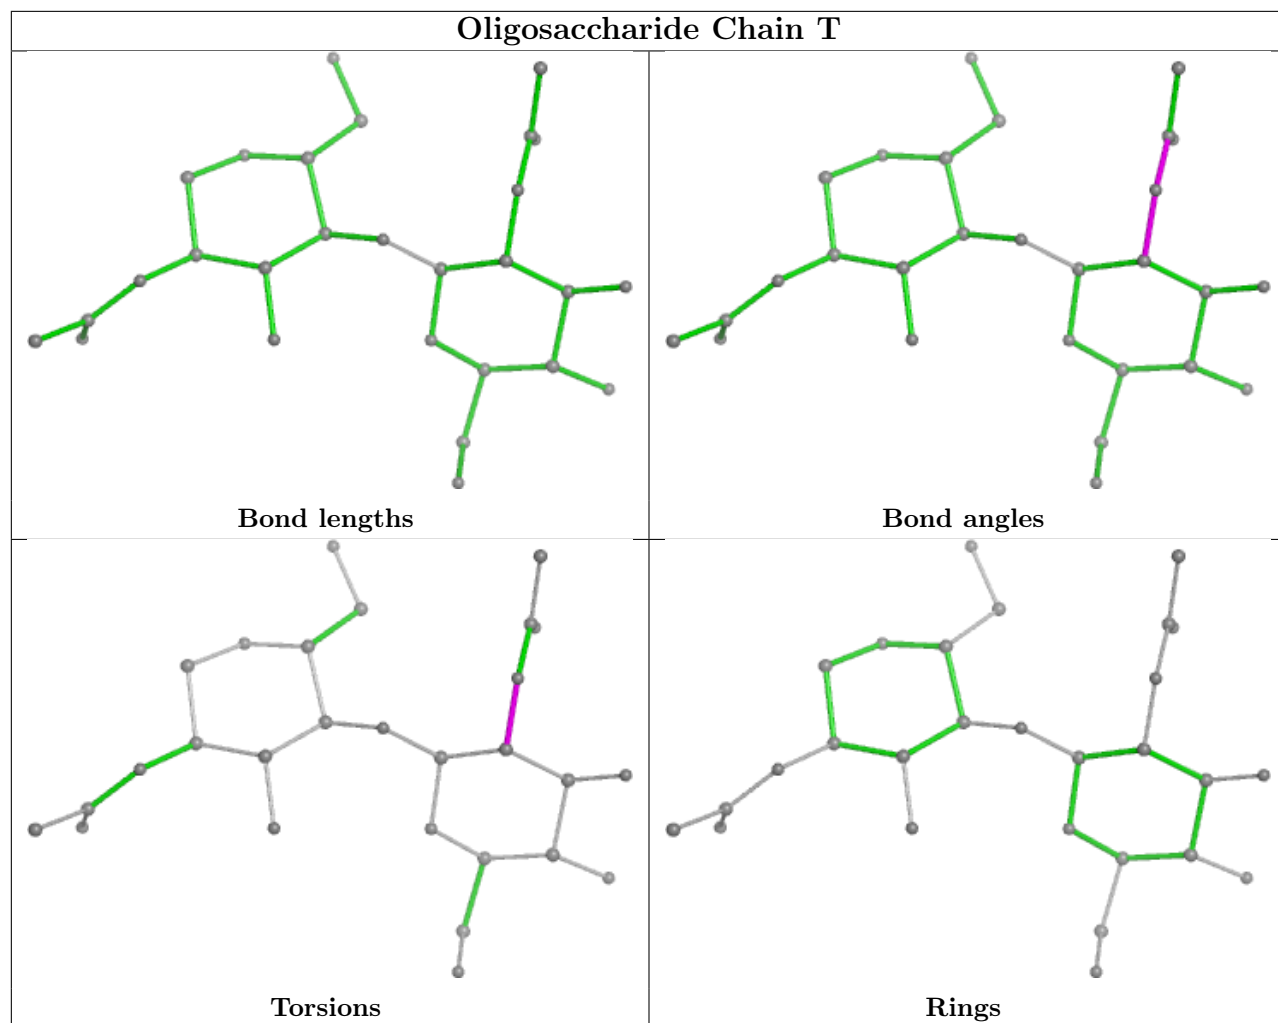 Oligosaccharide Chain T
Bond lengths
Bond angles
Torsions
Rings